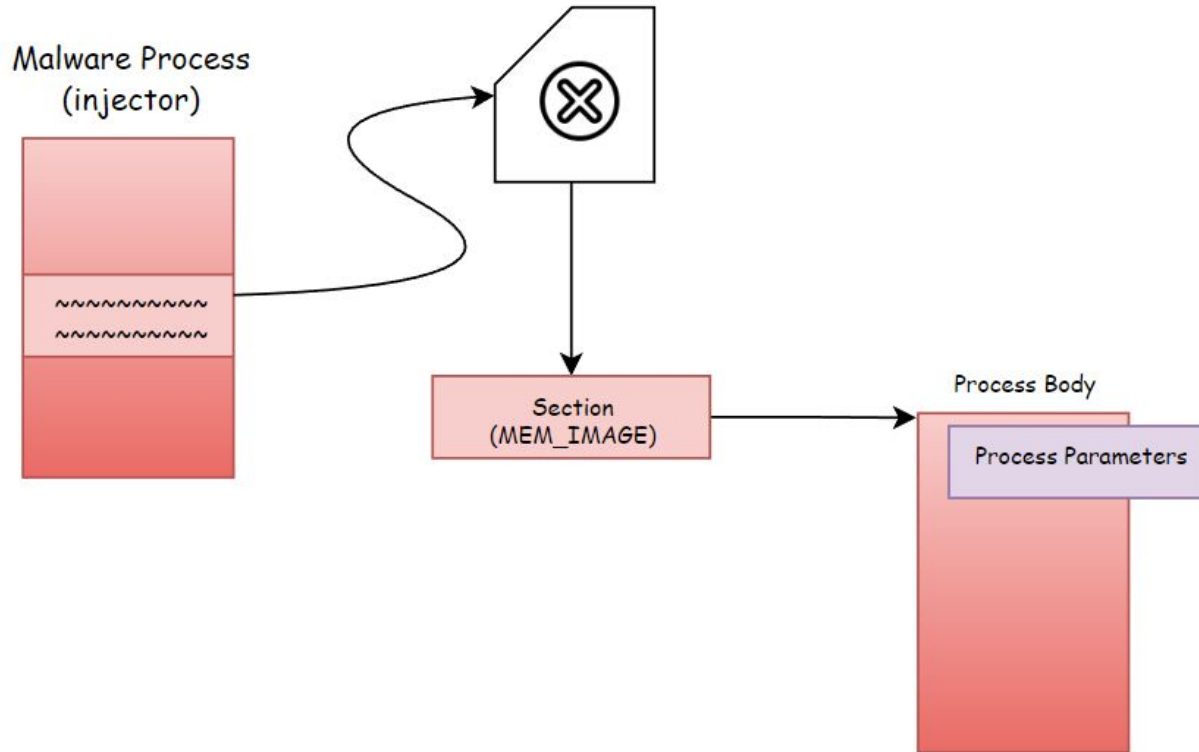 Malware Process
(injector)
~~~~~~~~~~
~~~~~~~~~~
Section
(MEM_IMAGE)
Process Body
Process Parameters